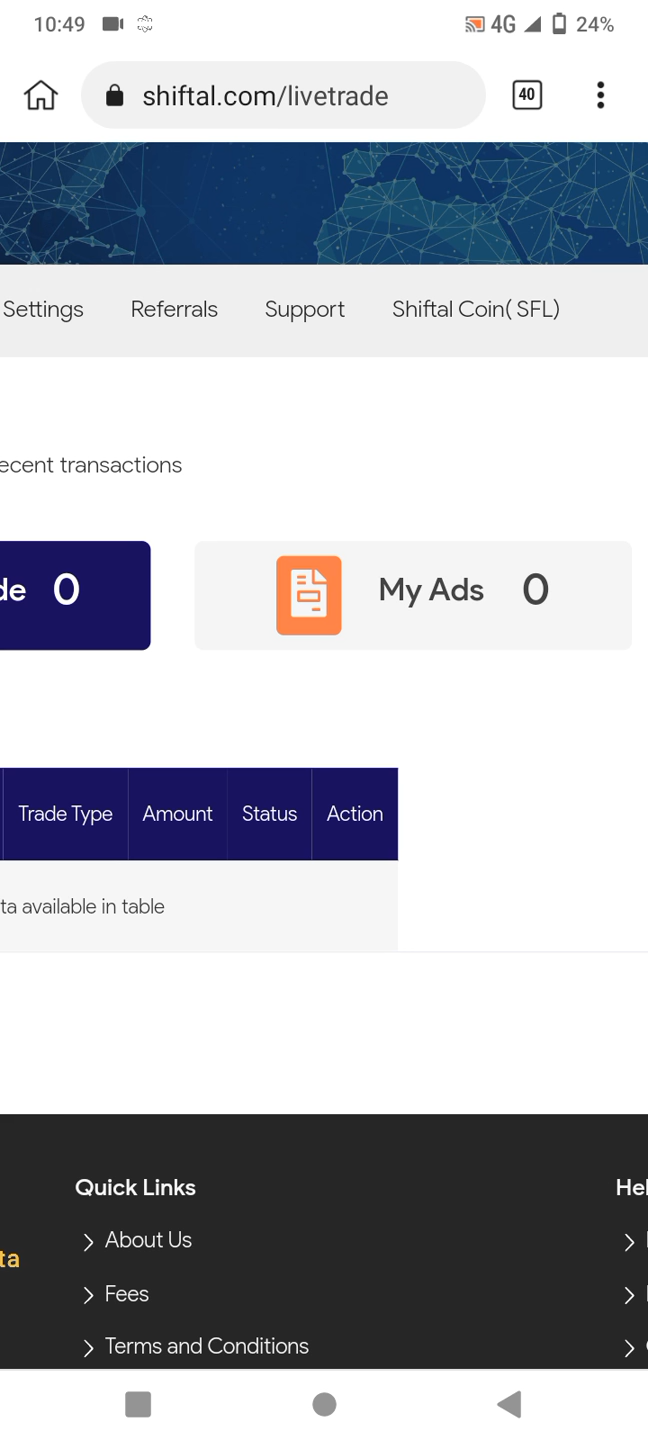 10:49 4G 24%
shiftal.com/livetrade 40
Settings Referrals Support Shiftal Coin( SFL)
ecent transactions
de 0 My Ads 0
Trade Type Amount Status Action
ta available in table
Quick Links Hel
About Us
ta
Fees
Terms and Conditions